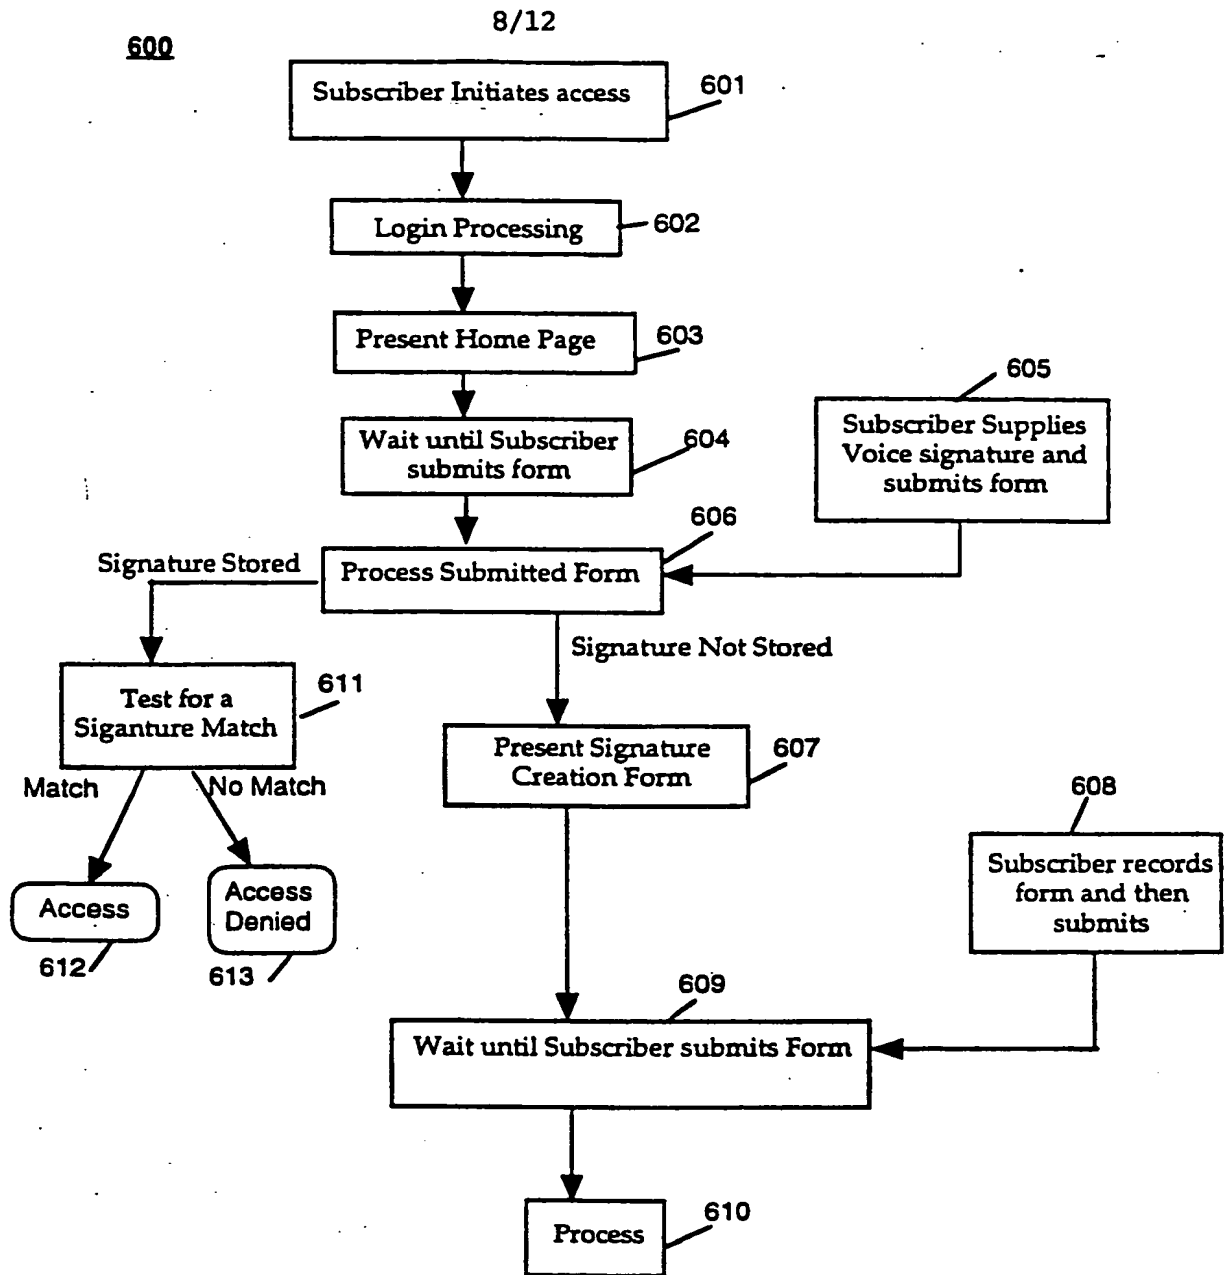 8/12
600
Subscriber Initiates access
601
Login Processing
602
Present Home Page
603
Wait until Subscriber
submits form
604
605
Subscriber Supplies
Voice signature and
submits form
606
Signature Stored
Process Submitted Form
Signature Not Stored
Test for a
Siganture Match
611
Present Signature
Creation Form
607
Match
No Match
608
Access
Access
Denied
Subscriber records
form and then
submits
612
613
609
Wait until Subscriber submits Form
Process
610